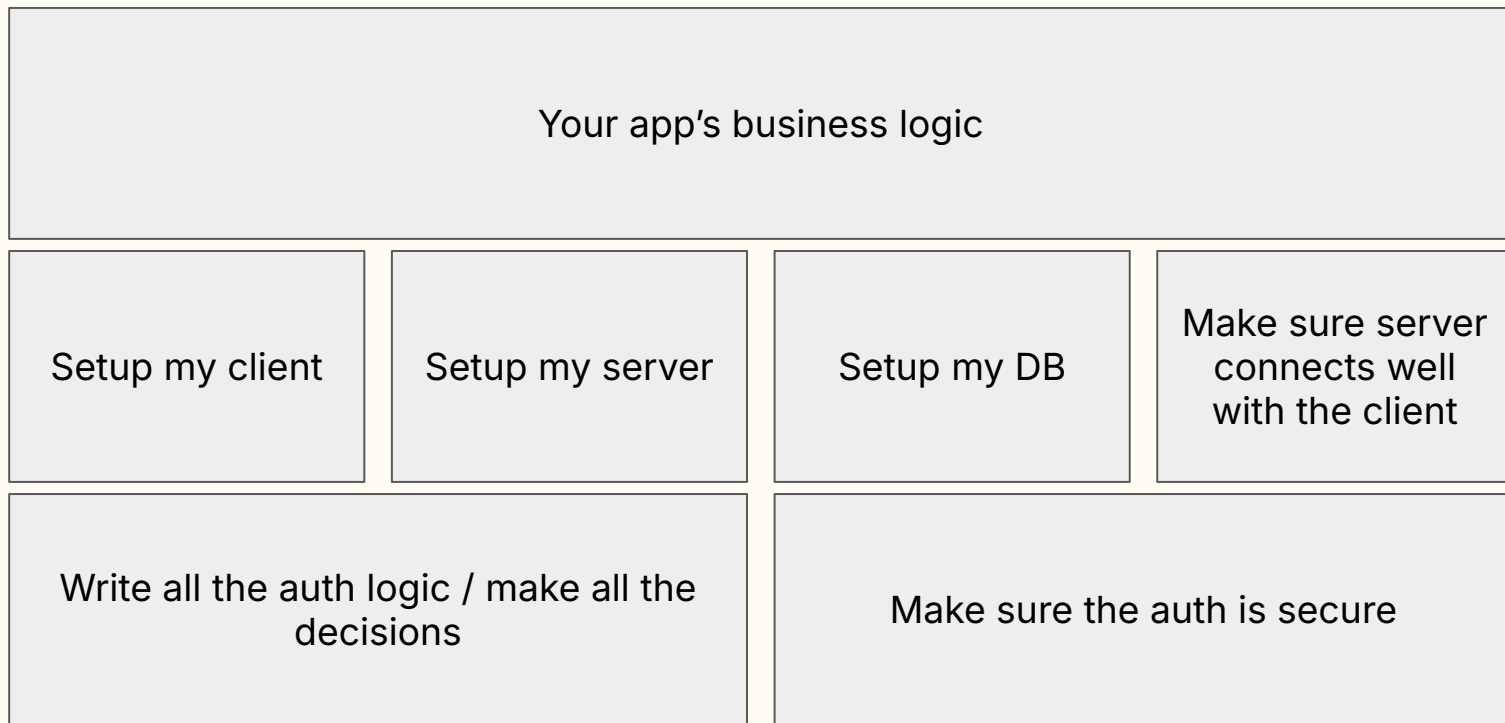 Your app’s business logic
Setup my client
Setup my server
Setup my DB
Make sure server
connects well
with the client
Write all the auth logic / make all the
decisions
Make sure the auth is secure